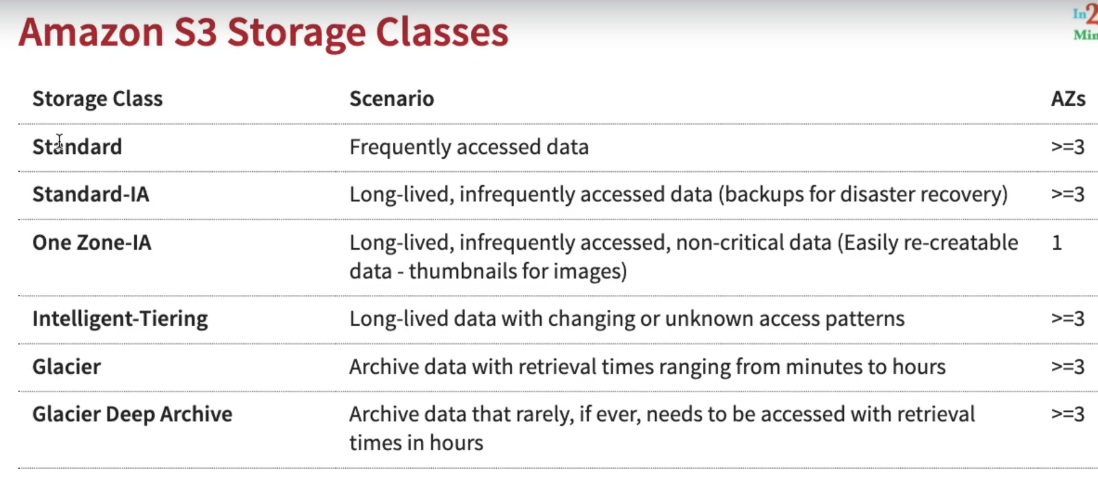 Amazon S3 Storage Classes
In2
Min
Storage Class Scenario AZs
Standard Frequently accessed data >=3
Standard-IA Long-lived, infrequently accessed data (backups for disaster recovery) >=3
One Zone-IA Long-lived, infrequently accessed, non-critical data (Easily re-creatable 1
data - thumbnails for images)
Intelligent-Tiering Long-lived data with changing or unknown access patterns >=3
Glacier Archive data with retrieval times ranging from minutes to hours >=3
Glacier Deep Archive Archive data that rarely, if ever, needs to be accessed with retrieval >=3
times in hours